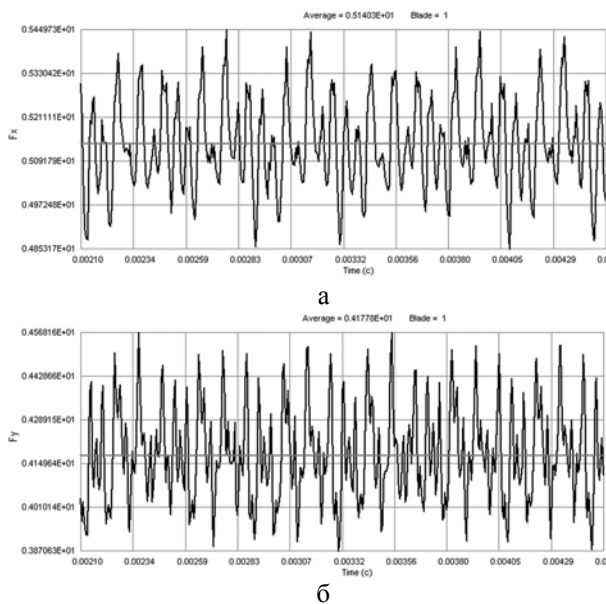 Average = 0.51403E+01 Blade = 1
0.544973E+01
0.533042E+01
0.521111E+01
Fx
0.509179E+01
0.497248E+01
0.485317E+01
0.00210 0.00234 0.00259 0.00283 0.00307 0.00332 0.00356 0.00380 0.00405 0.00429 0.0
Time (c)
а
Average = 0.41778E+01 Blade = 1
0.456816E+01
0.442866E+01
0.428915E+01
Fy
0.414964E+01
0.401014E+01
0.387063E+01
0.00210 0.00234 0.00259 0.00283 0.00307 0.00332 0.00356 0.00380 0.00405 0.00429 0.0
Time (c)
б